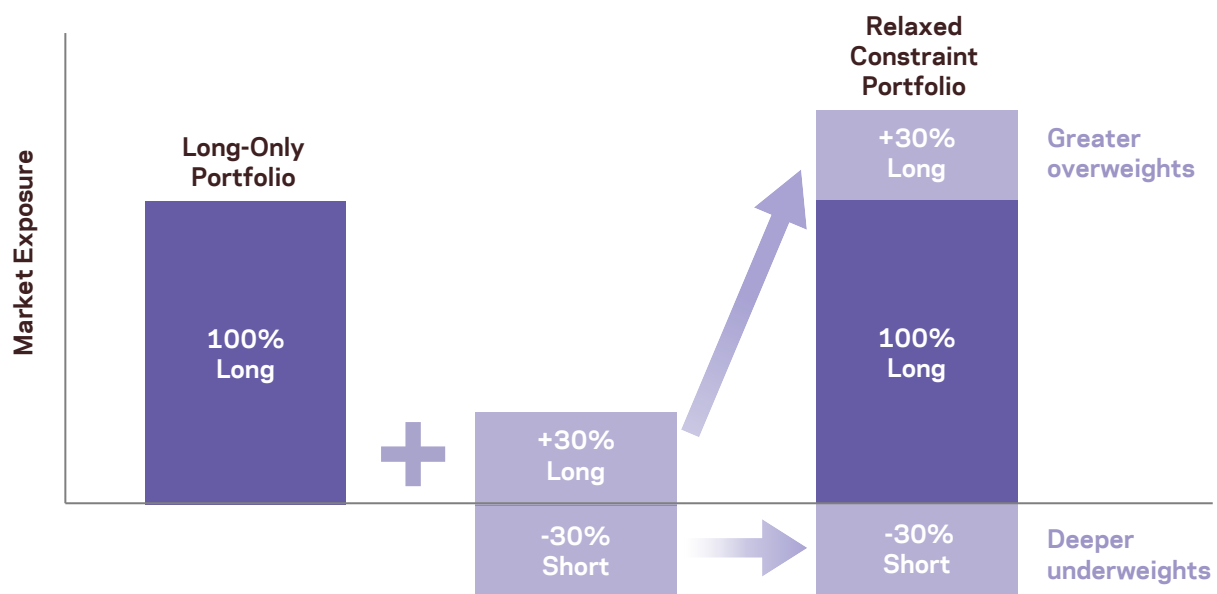 Relaxed
Constraint
Portfolio
Long-Only
Portfolio
Market Exposure
+30%
Long
Greater
overweights
100%
Long
100%
Long
+30%
Long
-30%
Short
-30%
Short
Deeper
underweights